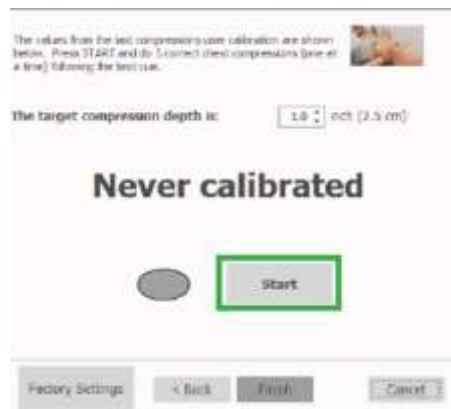 The values from the last compressions user calibration are shown
below. Press START and do 5 correct chest compressions (one at
a time) following the text cue.
The target compression depth is:
1.0 inch (2.5 cm)
Never calibrated
Start
Factory Settings
< Back
Finish
Cancel